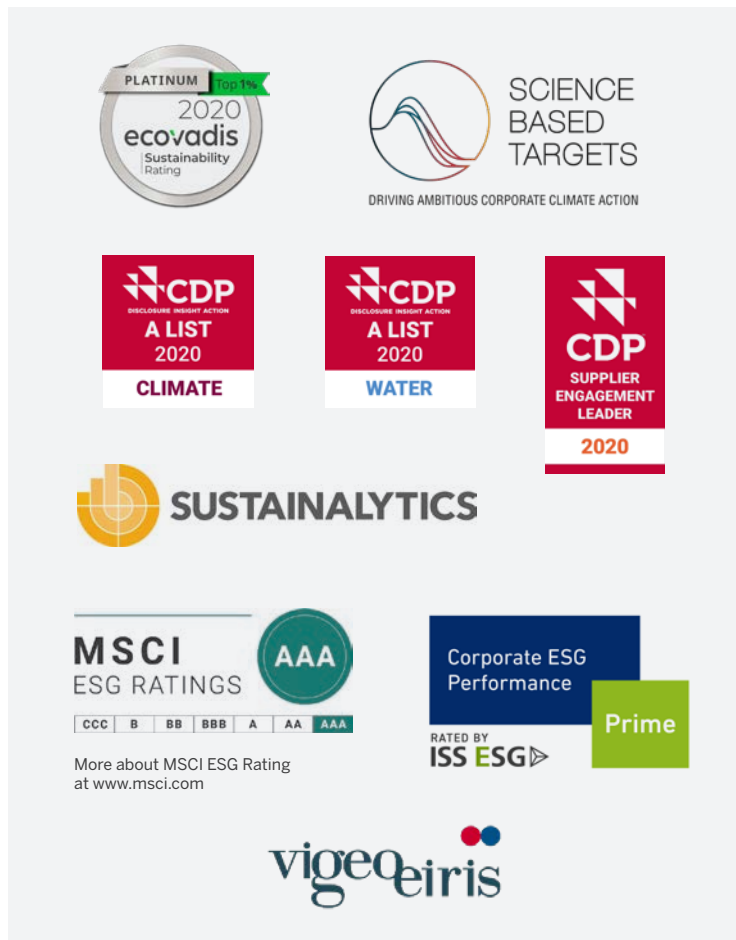 PLATINUM
Top 1%
2020
ecovadis
Sustainability
Rating
SCIENCE
BASED
TARGETS
DRIVING AMBITIOUS CORPORATE CLIMATE ACTION
CDP
DISCLOSURE INSIGHT ACTION
A LIST
2020
CLIMATE
CDP
DISCLOSURE INSIGHT ACTION
A LIST
2020
WATER
CDP
SUPPLIER
ENGAGEMENT
LEADER
2020
SUSTAINALYTICS
MSCI
ESG RATINGS
AAA
CCC B BB BBB A AA AAA
More about MSCI ESG Rating
at www.msci.com
Corporate ESG
Performance
Prime
RATED BY
ISS ESG
vigeoeiris